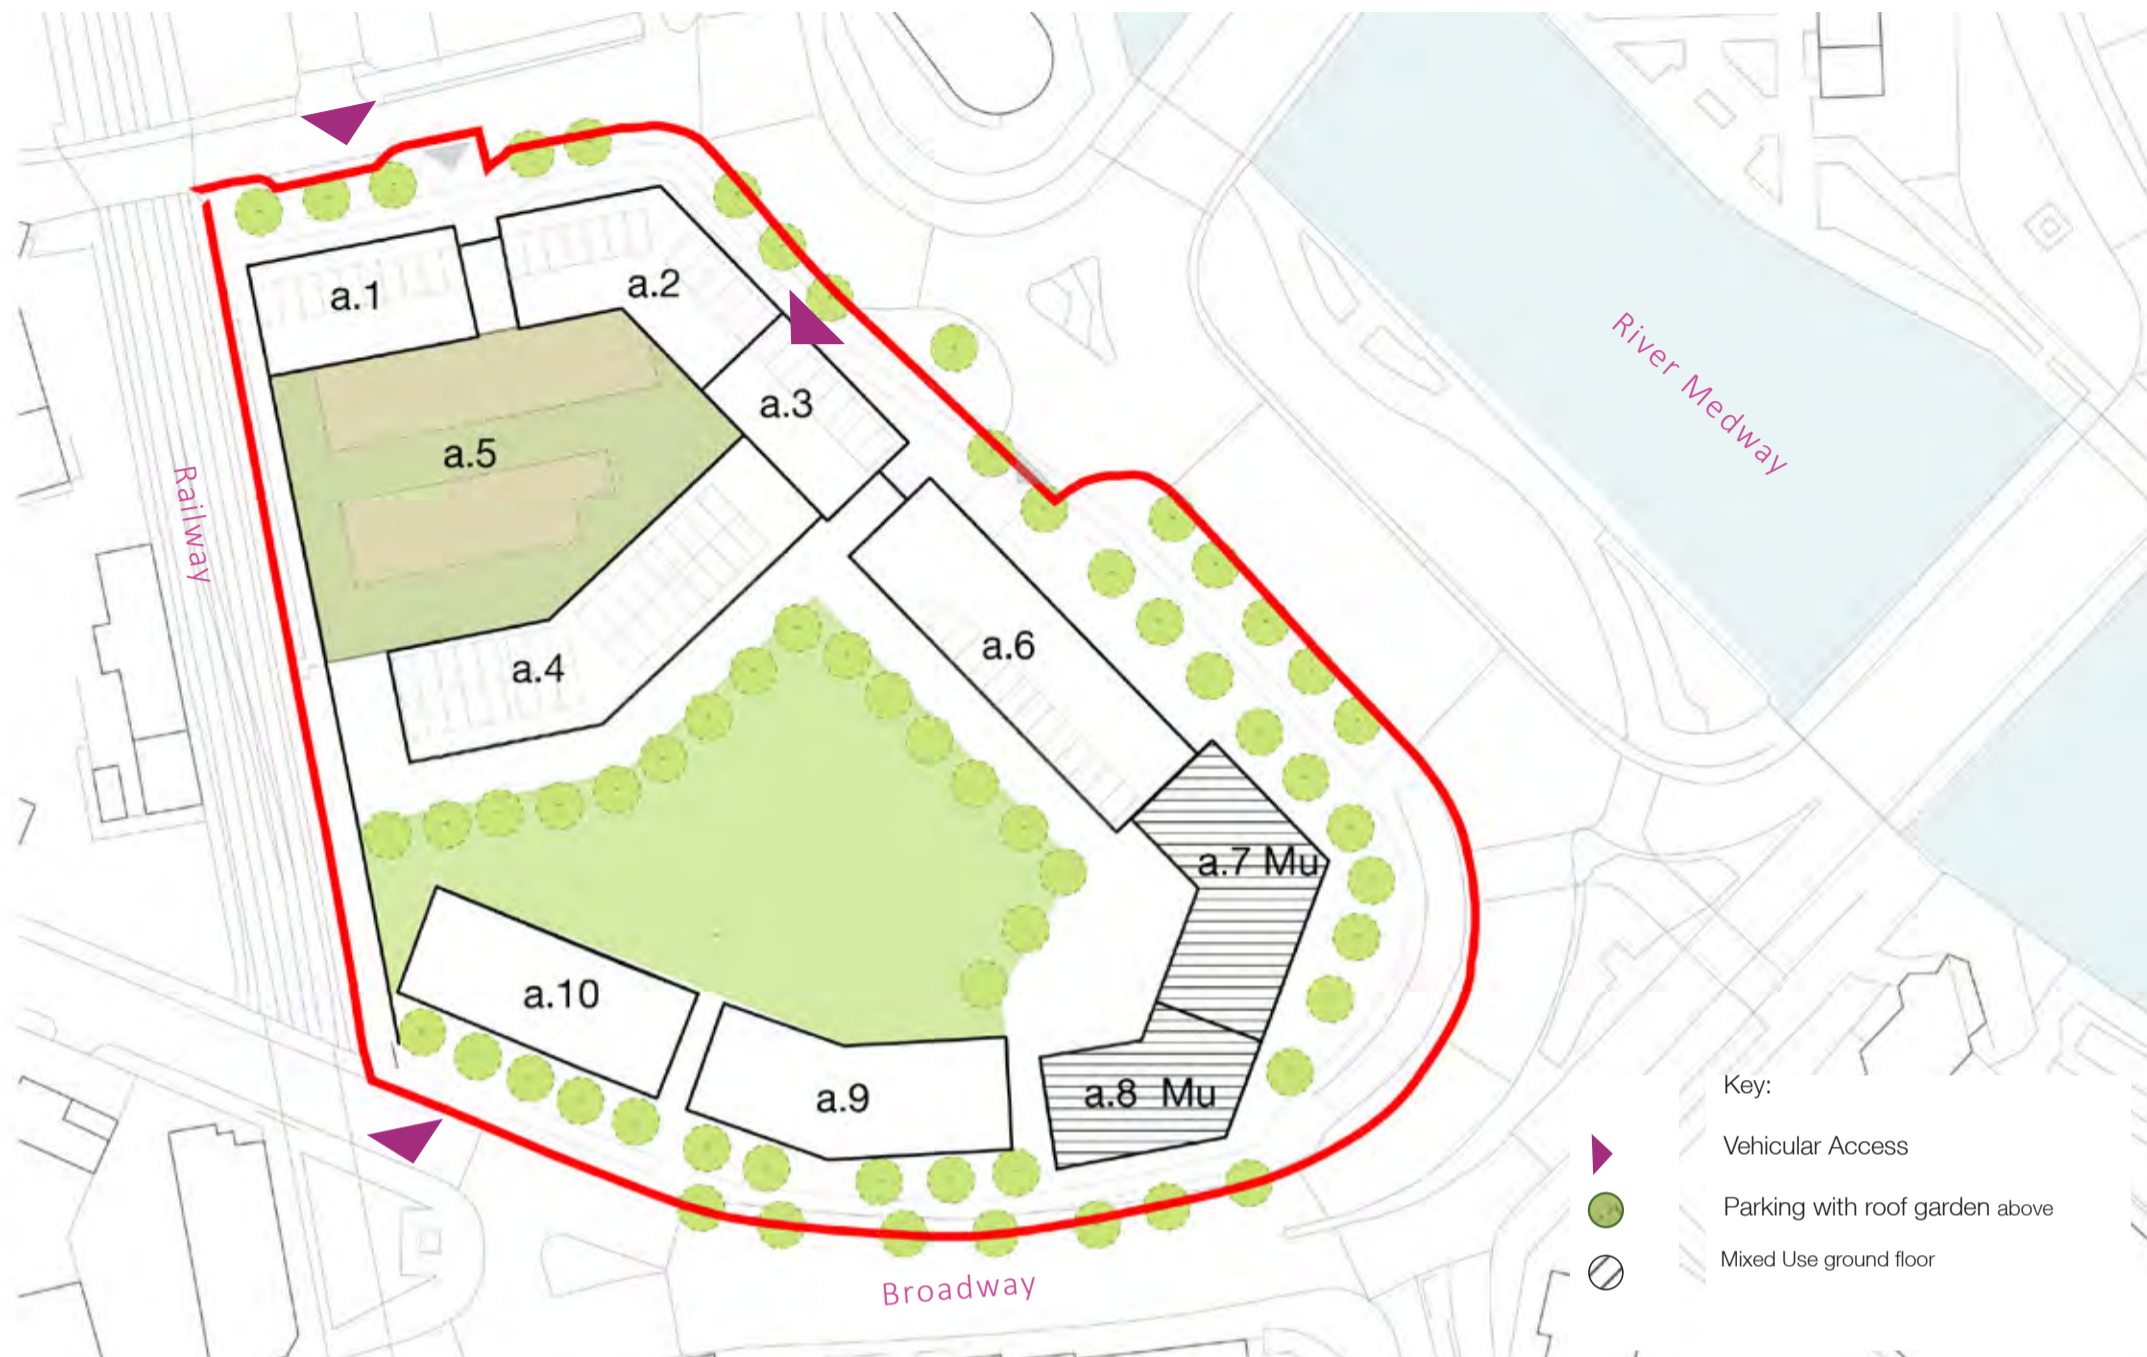 a.1
a.2
a.3
a.5
a.4
a.6
a.7 Mu
a.8 Mu
a.9
a.10
Railway
River Medway
Broadway
Key:
Vehicular Access
Parking with roof garden above
Mixed Use ground floor